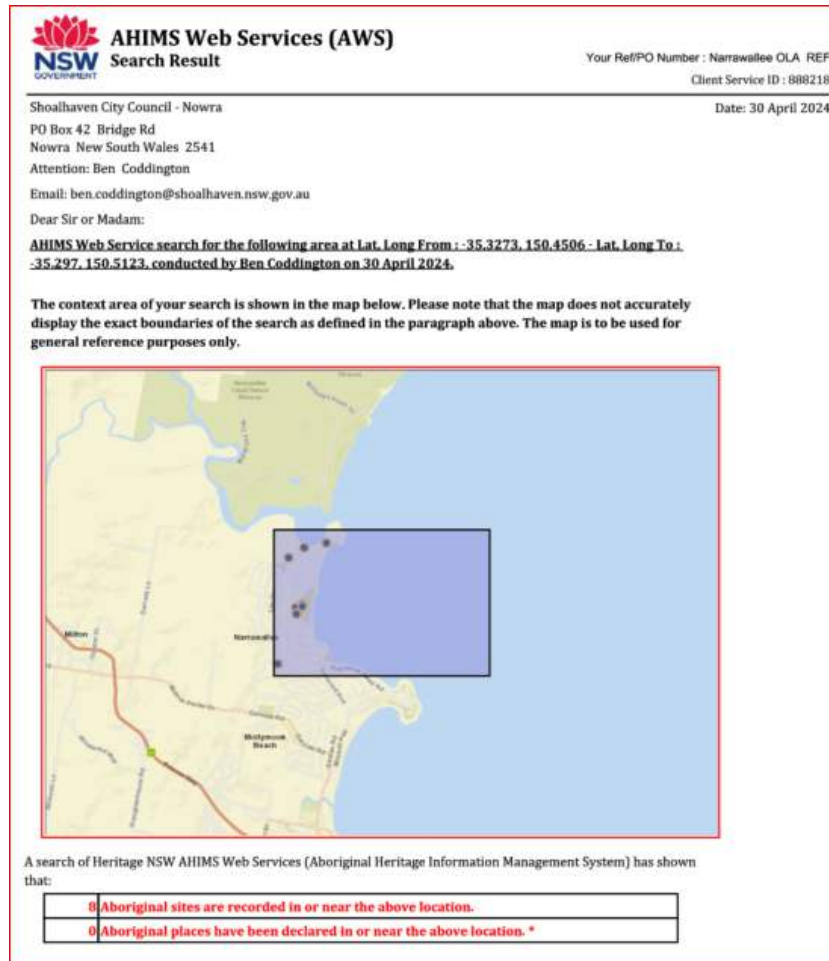 AHIMS Web Services (AWS)
NSW
GOVERNMENT
Search Result
Your Ref/PO Number : Narrawallee OLA REF
Client Service ID : 888218
Shoalhaven City Council - Nowra
Date: 30 April 2024
PO Box 42 Bridge Rd
Nowra New South Wales 2541
Attention: Ben Coddington
Email: ben.coddington@shoalhaven.nsw.gov.au
Dear Sir or Madam:
AHIMS Web Service search for the following area at Lat, Long From : -35.3273, 150.4506 - Lat, Long To :
-35.297, 150.5123, conducted by Ben Coddington on 30 April 2024.
The context area of your search is shown in the map below. Please note that the map does not accurately
display the exact boundaries of the search as defined in the paragraph above. The map is to be used for
general reference purposes only.
Milton
Mollymook
Beach
A search of Heritage NSW AHIMS Web Services (Aboriginal Heritage Information Management System) has shown
that:
8 Aboriginal sites are recorded in or near the above location.
0 Aboriginal places have been declared in or near the above location. *